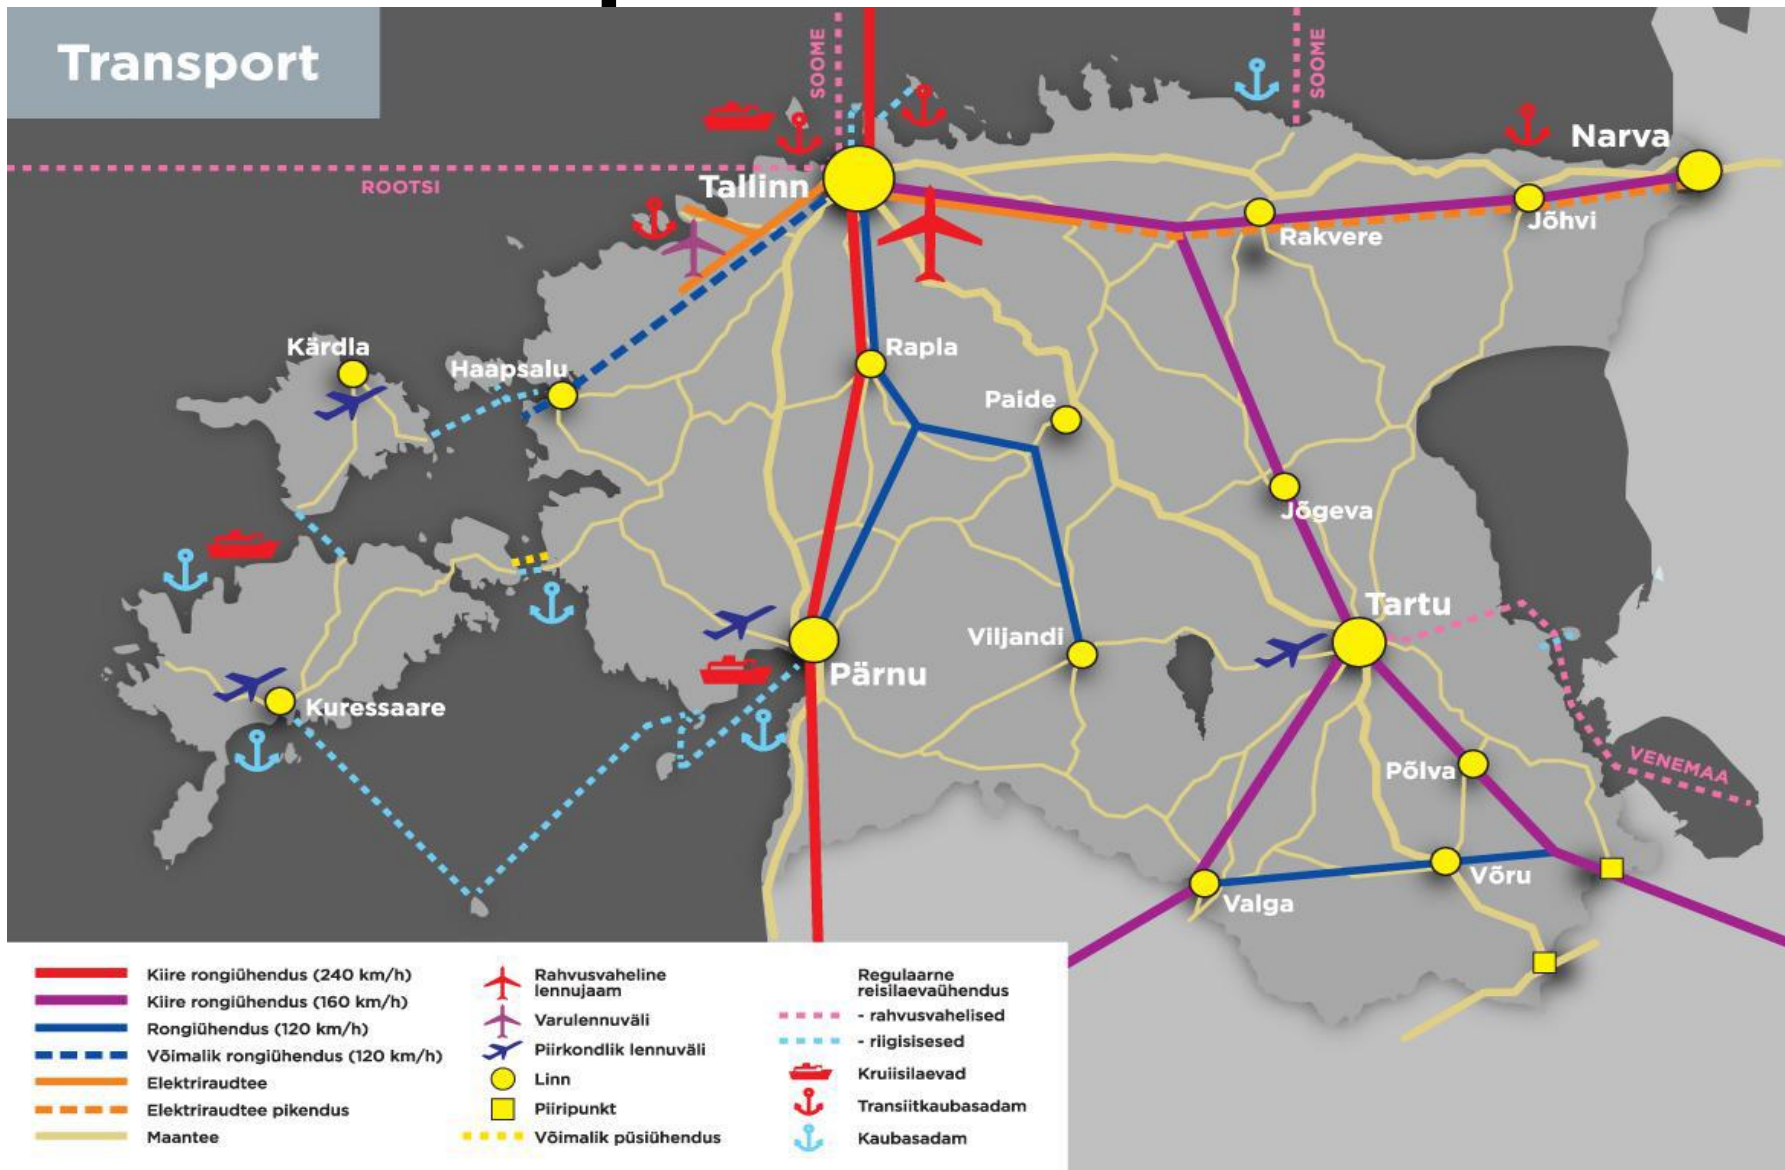 Transport
SOOME
SOOME
ROOTSI
Tallinn
Narva
Rakvere
Jõhvi
Kärdla
Haapsalu
Rapla
Paide
Jõgeva
Tartu
Viljandi
Pärnu
Kuressaare
Põlva
VENEMAA
Võru
Valga
Kiire rongiühendus (240 km/h)
Kiire rongiühendus (160 km/h)
Rongiühendus (120 km/h)
Võimalik rongiühendus (120 km/h)
Elektriraudtee
Elektriraudtee pikendus
Maantee
Rahvusvaheline
lennujaam
Varulennuväli
Piirkondlik lennuväli
Linn
Piiripunkt
Võimalik püsiühendus
Regulaarne
reisilaevaühendus
- rahvusvahelised
- riigisisesed
Kruiisilaevad
Transiitkaubasadam
Kaubasadam